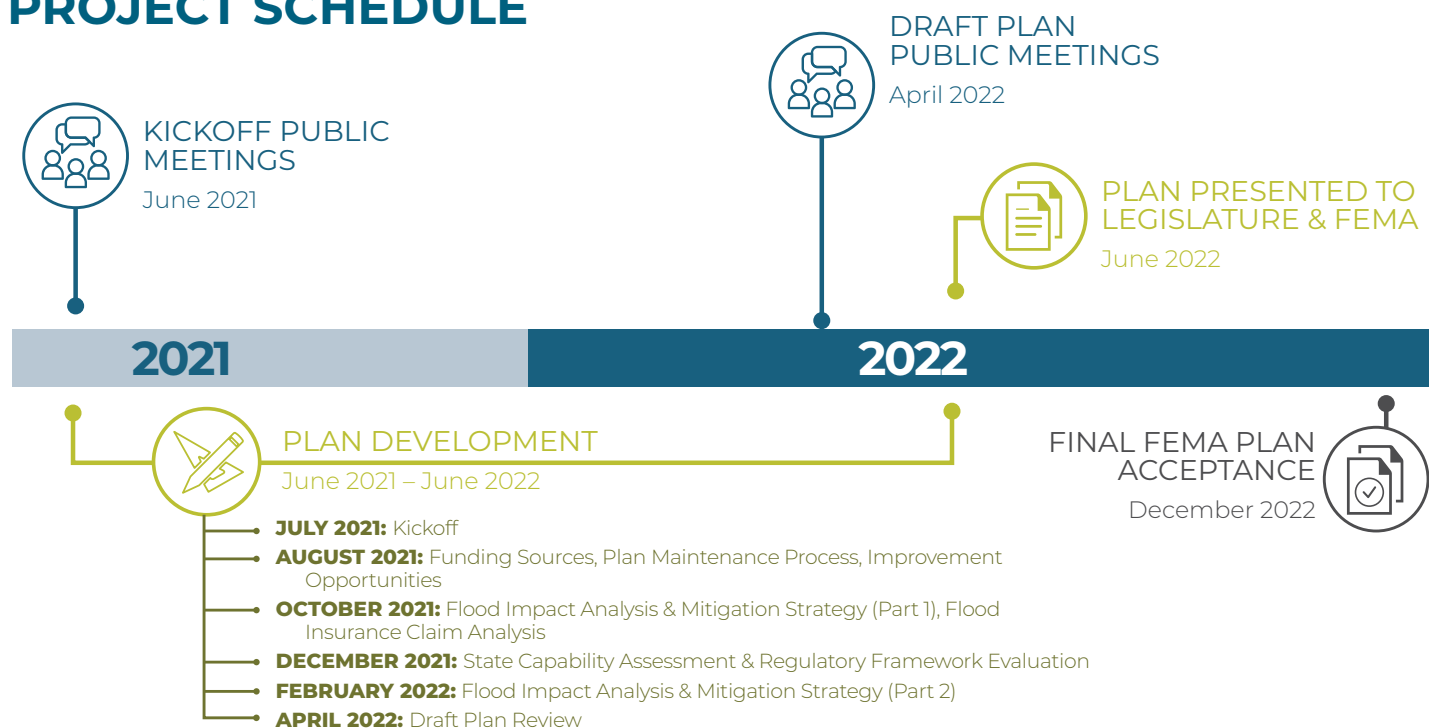 PROJECT SCHEDULE
DRAFT PLAN
PUBLIC MEETINGS
April 2022
KICKOFF PUBLIC
MEETINGS
June 2021
PLAN PRESENTED TO
LEGISLATURE & FEMA
June 2022
2021
2022
PLAN DEVELOPMENT
June 2021 – June 2022
FINAL FEMA PLAN
ACCEPTANCE
December 2022
JULY 2021: Kickoff
AUGUST 2021: Funding Sources, Plan Maintenance Process, Improvement
Opportunities
OCTOBER 2021: Flood Impact Analysis & Mitigation Strategy (Part 1), Flood
Insurance Claim Analysis
DECEMBER 2021: State Capability Assessment & Regulatory Framework Evaluation
FEBRUARY 2022: Flood Impact Analysis & Mitigation Strategy (Part 2)
APRIL 2022: Draft Plan Review